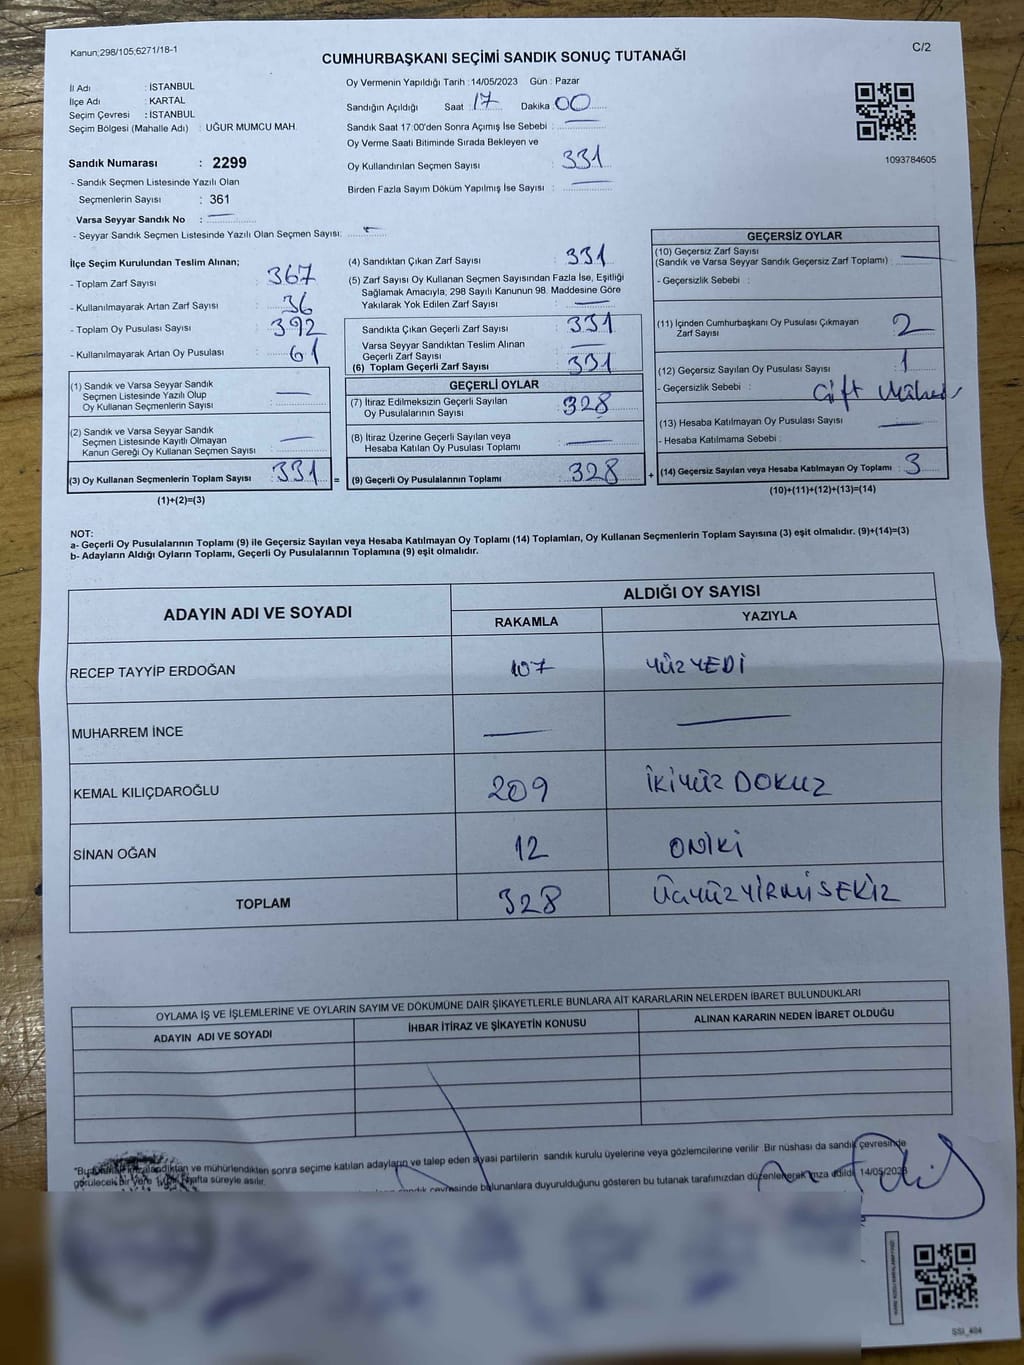 Kanun;298/105;6271/18-1
C/2
CUMHURBAŞKANI SEÇİMİ SANDIK SONUÇ TUTANAĞI
İl Adı : İSTANBUL
İlçe Adı : KARTAL
Seçim Çevresi : İSTANBUL
Seçim Bölgesi (Mahalle Adı) : UĞUR MUMCU MAH.
Sandık Numarası : 2299
- Sandık Seçmen Listesinde Yazılı Olan
Seçmenlerin Sayısı : 361
Varsa Seyyar Sandık No :
- Seyyar Sandık Seçmen Listesinde Yazılı Olan Seçmen Sayısı:
Oy Vermenin Yapıldığı Tarih : 14/05/2023 Gün : Pazar
Sandığın Açıldığı Saat : 17 Dakika 00
Sandık Saat 17:00'den Sonra Açımış İse Sebebi :
Oy Verme Saati Bitiminde Sırada Bekleyen ve
Oy Kullandırılan Seçmen Sayısı 331
Birden Fazla Sayım Döküm Yapılmış İse Sayısı :
1093784605
İlçe Seçim Kurulundan Teslim Alınan;
- Toplam Zarf Sayısı : 367
- Kullanılmayarak Artan Zarf Sayısı : 36
- Toplam Oy Pusulası Sayısı : 392
- Kullanılmayarak Artan Oy Pusulası : 61
(1) Sandık ve Varsa Seyyar Sandık
Seçmen Listesinde Yazılı Olup
Oy Kullanan Seçmenlerin Sayısı :
(2) Sandık ve Varsa Seyyar Sandık
Seçmen Listesinde Kayıtlı Olmayan
Kanun Gereği Oy Kullanan Seçmen Sayısı :
(3) Oy Kullanan Seçmenlerin Toplam Sayısı : 331 =
(1)+(2)=(3)
(4) Sandıktan Çıkan Zarf Sayısı : 331
(5) Zarf Sayısı Oy Kullanan Seçmen Sayısından Fazla İse, Eşitliği
Sağlamak Amacıyla; 298 Sayılı Kanunun 98. Maddesine Göre
Yakılarak Yok Edilen Zarf Sayısı :
Sandıkta Çıkan Geçerli Zarf Sayısı : 331
Varsa Seyyar Sandıktan Teslim Alınan
Geçerli Zarf Sayısı :
(6) Toplam Geçerli Zarf Sayısı : 331
GEÇERLİ OYLAR
(7) İtiraz Edilmeksizin Geçerli Sayılan
Oy Pusulalarının Sayısı : 328
(8) İtiraz Üzerine Geçerli Sayılan veya
Hesaba Katılan Oy Pusulası Toplamı :
(9) Geçerli Oy Pusulalarının Toplamı : 328 +
GEÇERSİZ OYLAR
(10) Geçersiz Zarf Sayısı
(Sandık ve Varsa Seyyar Sandık Geçersiz Zarf Toplamı) :
- Geçersizlik Sebebi :
(11) İçinden Cumhurbaşkanı Oy Pusulası Çıkmayan
Zarf Sayısı : 2
(12) Geçersiz Sayılan Oy Pusulası Sayısı : 1
- Geçersizlik Sebebi : Çift
(13) Hesaba Katılmayan Oy Pusulası Sayısı :
- Hesaba Katılmama Sebebi :
(14) Geçersiz Sayılan veya Hesaba Katılmayan Oy Toplamı : 3
(10)+(11)+(12)+(13)=(14)
NOT:
a- Geçerli Oy Pusulalarının Toplamı (9) ile Geçersiz Sayılan veya Hesaba Katılmayan Oy Toplamı (14) Toplamları, Oy Kullanan Seçmenlerin Toplam Sayısına (3) eşit olmalıdır. (9)+(14)=(3)
b- Adayların Aldığı Oyların Toplamı, Geçerli Oy Pusulalarının Toplamına (9) eşit olmalıdır.
ADAYIN ADI VE SOYADI
ALDIĞI OY SAYISI
RAKAMLA YAZIYLA
RECEP TAYYİP ERDOĞAN 107 YÜZYEDİ
MUHARREM İNCE
KEMAL KILIÇDAROĞLU 209 İKİYÜZ DOKUZ
SİNAN OĞAN 12 ONİKİ
TOPLAM 328 ÜÇYÜZYİRMİSEKİZ
OYLAMA İŞ VE İŞLEMLERİNE VE OYLARIN SAYIM VE DÖKÜMÜNE DAİR ŞİKAYETLERLE BUNLARA AİT KARARLARIN NELERDEN İBARET BULUNDUKLARI
ADAYIN ADI VE SOYADI İHBAR İTİRAZ VE ŞİKAYETİN KONUSU ALINAN KARARIN NEDEN İBARET OLDUĞU
ve mühürlendikten sonra seçime katılan adayların ve talep eden siyasi partilerin sandık kurulu üyelerine veya gözlemcilerine verilir Bir nüshası da sandık çevresinde
görülecek bir yere hafta süreyle asılır.
sandık çevresinde bulunanlara duyurulduğunu gösteren bu tutanak tarafımızdan düzenlenerek imza edildi. 14/05/2023